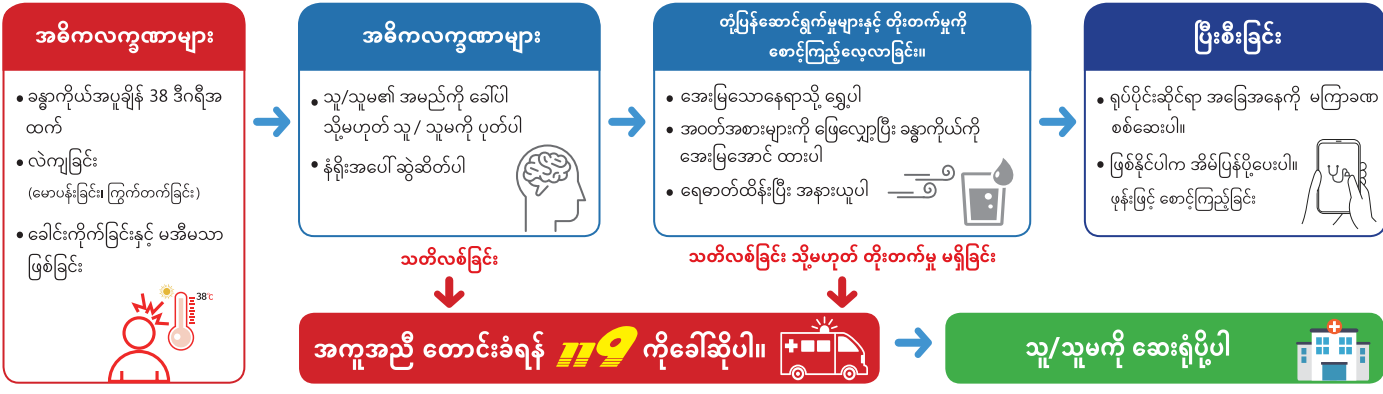 အဓိကလက္ခဏာများ
• ခန္ဓာကိုယ်အပူချိန် 38 ဒီဂရီအ
ထက်
• လဲကျခြင်း
(မောပန်းခြင်း၊ ကြွက်တက်ခြင်း)
• ခေါင်းကိုက်ခြင်းနှင့် မအီမသာ
ဖြစ်ခြင်း
38℃
အဓိကလက္ခဏာများ
• သူ/သူမ၏ အမည်ကို ခေါ်ပါ
သို့မဟုတ် သူ / သူမကို ပုတ်ပါ
• နံရိုးအပေါ် ဆွဲဆိတ်ပါ
တုံ့ပြန်ဆောင်ရွက်မှုများနှင့် တိုးတက်မှုကို
စောင့်ကြည့်လေ့လာခြင်း။
• အေးမြသောနေရာသို့ ရွှေ့ပါ
• အဝတ်အစားများကို ဖြေလျှော့ပြီး ခန္ဓာကိုယ်ကို
အေးမြအောင် ထားပါ
• ရေဓာတ်ထိန်းပြီး အနားယူပါ
ပြီးစီးခြင်း
• ရုပ်ပိုင်းဆိုင်ရာ အခြေအနေကို မကြာခဏ
စစ်ဆေးပါ။
• ဖြစ်နိုင်ပါက အိမ်ပြန်ပို့ပေးပါ။
ဖုန်းဖြင့် စောင့်ကြည့်ခြင်း
သတိလစ်ခြင်း
သတိလစ်ခြင်း သို့မဟုတ် တိုးတက်မှု မရှိခြင်း
အကူအညီ တောင်းခံရန် 119 ကိုခေါ်ဆိုပါ။
သူ/သူမကို ဆေးရုံပို့ပါ